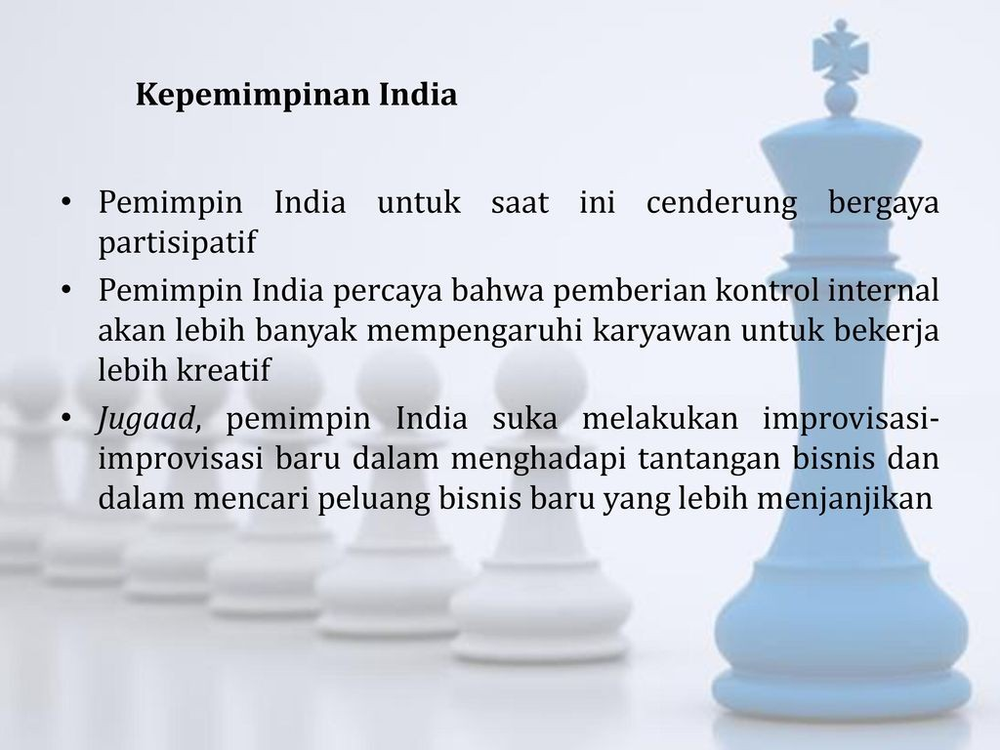 Kepemimpinan India
• Pemimpin India untuk saat ini cenderung bergaya
partisipatif
• Pemimpin India percaya bahwa pemberian kontrol internal
akan lebih banyak mempengaruhi karyawan untuk bekerja
lebih kreatif
• Jugaad, pemimpin India suka melakukan improvisasi-
improvisasi baru dalam menghadapi tantangan bisnis dan
dalam mencari peluang bisnis baru yang lebih menjanjikan